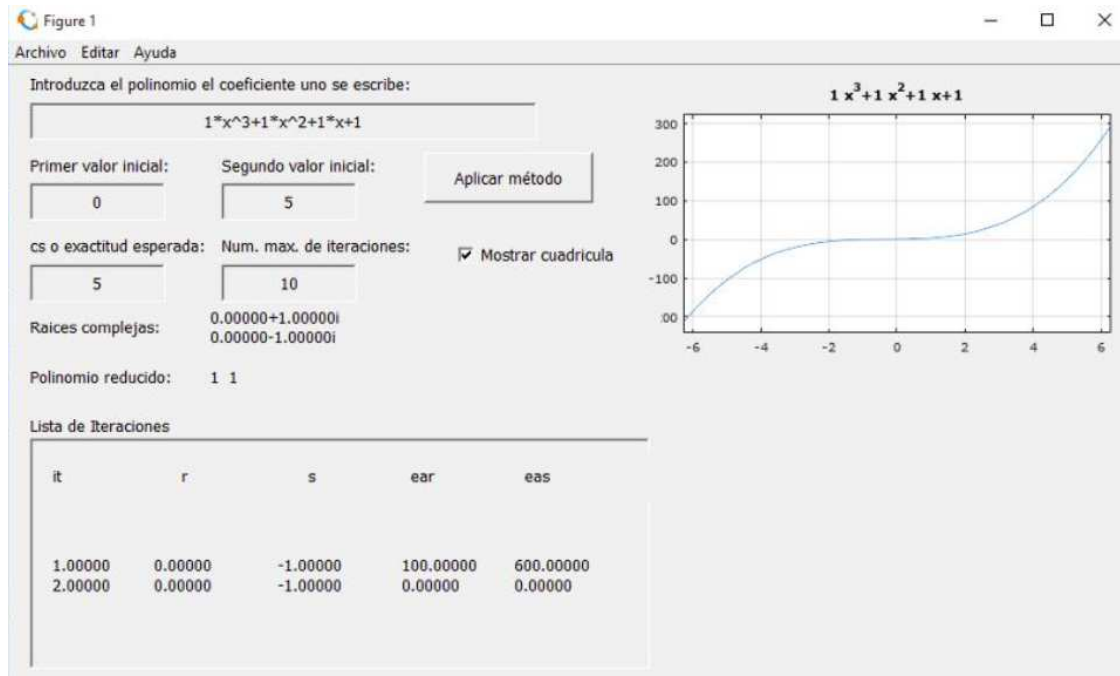 Figure 1
Archivo Editar Ayuda
Introduzca el polinomio el coeficiente uno se escribe:
1*x^3+1*x^2+1*x+1
Primer valor inicial: Segundo valor inicial:
0 5
Aplicar método
cs o exactitud esperada: Num. max. de iteraciones:
5 10
Mostrar cuadricula
Raices complejas: 0.00000+1.00000i
0.00000-1.00000i
Polinomio reducido: 1 1
Lista de Iteraciones
it r s ear eas
1.00000 0.00000 -1.00000 100.00000 600.00000
2.00000 0.00000 -1.00000 0.00000 0.00000
1 x^3+1 x^2+1 x+1
300
200
100
0
-100
00
-6 -4 -2 0 2 4 6